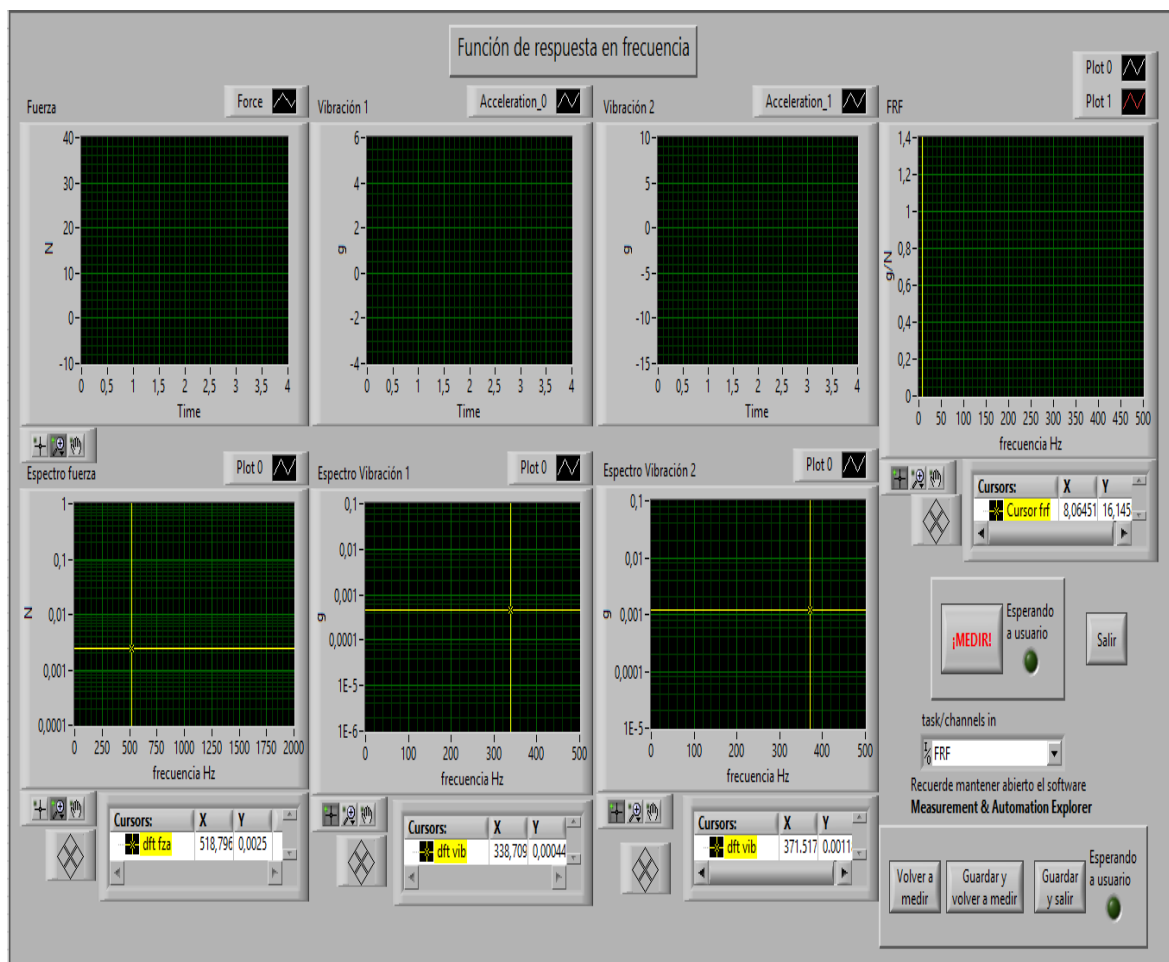 Función de respuesta en frecuencia
Fuerza
Force
Vibración 1
Acceleration_0
Vibración 2
Acceleration_1
FRF
Plot 0
Plot 1
40
30
20
10
0
-10
N
0 0,5 1 1,5 2 2,5 3 3,5 4
Time
6
4
2
0
-2
-4
g
0 0,5 1 1,5 2 2,5 3 3,5 4
Time
10
5
0
-5
-10
-15
g
0 0,5 1 1,5 2 2,5 3 3,5 4
Time
1,4
1,2
1
0,8
0,6
0,4
0,2
0
g/N
0 50 100 150 200 250 300 350 400 450 500
frecuencia Hz
Cursors: X Y
Cursor frf 8,06451 16,145
Espectro fuerza
Plot 0
1
0,1
0,01
0,001
0,0001
N
0 250 500 750 1000 1250 1500 1750 2000
frecuencia Hz
Cursors: X Y
dft fza 518,796 0,0025
Espectro Vibración 1
Plot 0
0,1
0,01
0,001
0,0001
1E-5
1E-6
g
0 100 200 300 400 500
frecuencia Hz
Cursors: X Y
dft vib 338,709 0,00044
Espectro Vibración 2
Plot 0
0,1
0,01
0,001
0,0001
1E-5
g
0 100 200 300 400 500
frecuencia Hz
Cursors: X Y
dft vib 371.517 0.0011
¡MEDIR!
Esperando
a usuario
Salir
task/channels in
FRF
Recuerde mantener abierto el software
Measurement & Automation Explorer
Volver a
medir
Guardar y
volver a medir
Guardar
y salir
Esperando
a usuario